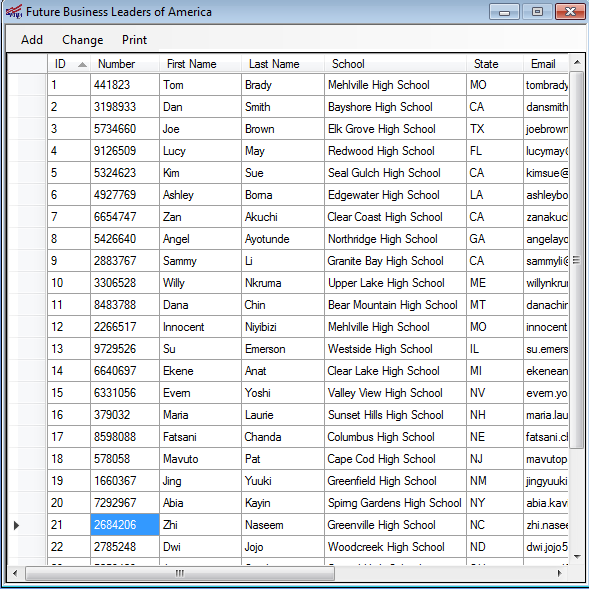 Future Business Leaders of America
Add Change Print
ID Number First Name Last Name School State Email
1 441823 Tom Brady Mehlville High School MO tombrady
2 3198933 Dan Smith Bayshore High School CA dansmith
3 5734660 Joe Brown Elk Grove High School TX joebrown
4 9126509 Lucy May Redwood High School FL lucymay@
5 5324623 Kim Sue Seal Gulch High School CA kimsue@
6 4927769 Ashley Borna Edgewater High School LA ashleybo
7 6654747 Zan Akuchi Clear Coast High School CA zanakuc
8 5426640 Angel Ayotunde Northridge High School GA angelayo
9 2883767 Sammy Li Granite Bay High School CA sammyli@
10 3306528 Willy Nkruma Upper Lake High School ME willynkrur
11 8483788 Dana Chin Bear Mountain High School MT danachin
12 2266517 Innocent Niyibizi Mehlville High School MO innocent
13 9729526 Su Emerson Westside High School IL su.emers
14 6640697 Ekene Anat Clear Lake High School MI ekenean
15 6331056 Evern Yoshi Valley View High School NV evern.yo
16 379032 Maria Laurie Sunset Hills High School NH maria.lau
17 8598088 Fatsani Chanda Columbus High School NE fatsani.cl
18 578058 Mavuto Pat Cape Cod High School NJ mavutop
19 1660367 Jing Yuuki Greenfield High School NM jingyuuki
20 7292967 Abia Kayin Spirng Gardens High School NY abia.kav
21 2684206 Zhi Naseem Greenville High School NC zhi.nasee
22 2785248 Dwi Jojo Woodcreek High School ND dwi.jojo5